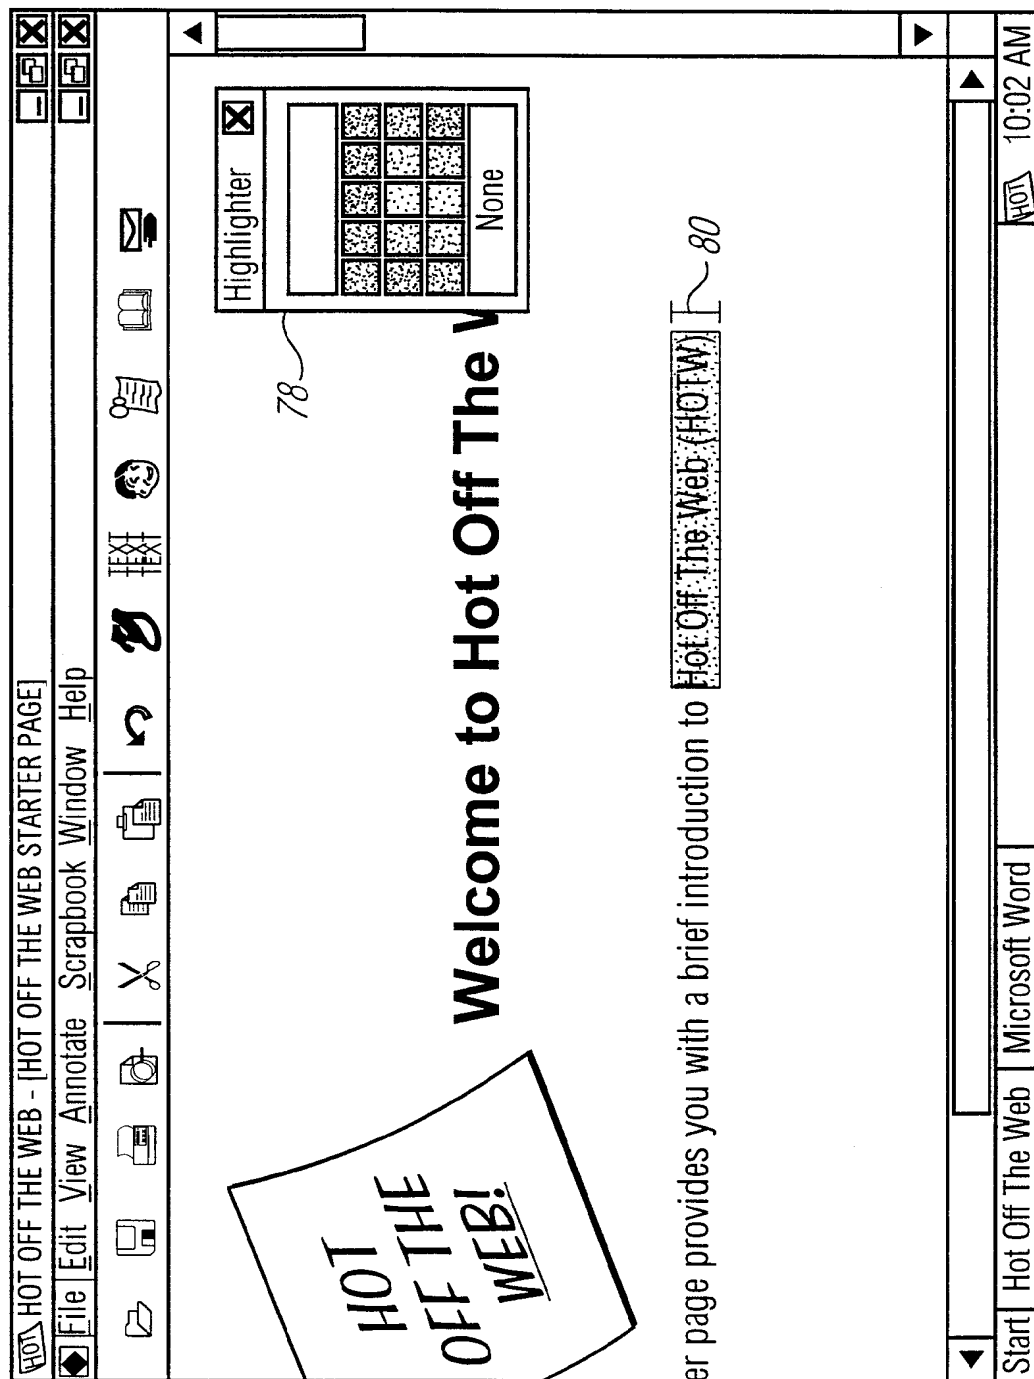 HOT HOT OFF THE WEB - [HOT OFF THE WEB STARTER PAGE]
File Edit View Annotate Scrapbook Window Help
TEXT
Highlighter
None
78
HOT
OFF THE
WEB!
Welcome to Hot Off The
er page provides you with a brief introduction to Hot Off The Web (HOTW)
80
Start Hot Off The Web Microsoft Word HOT 10:02 AM